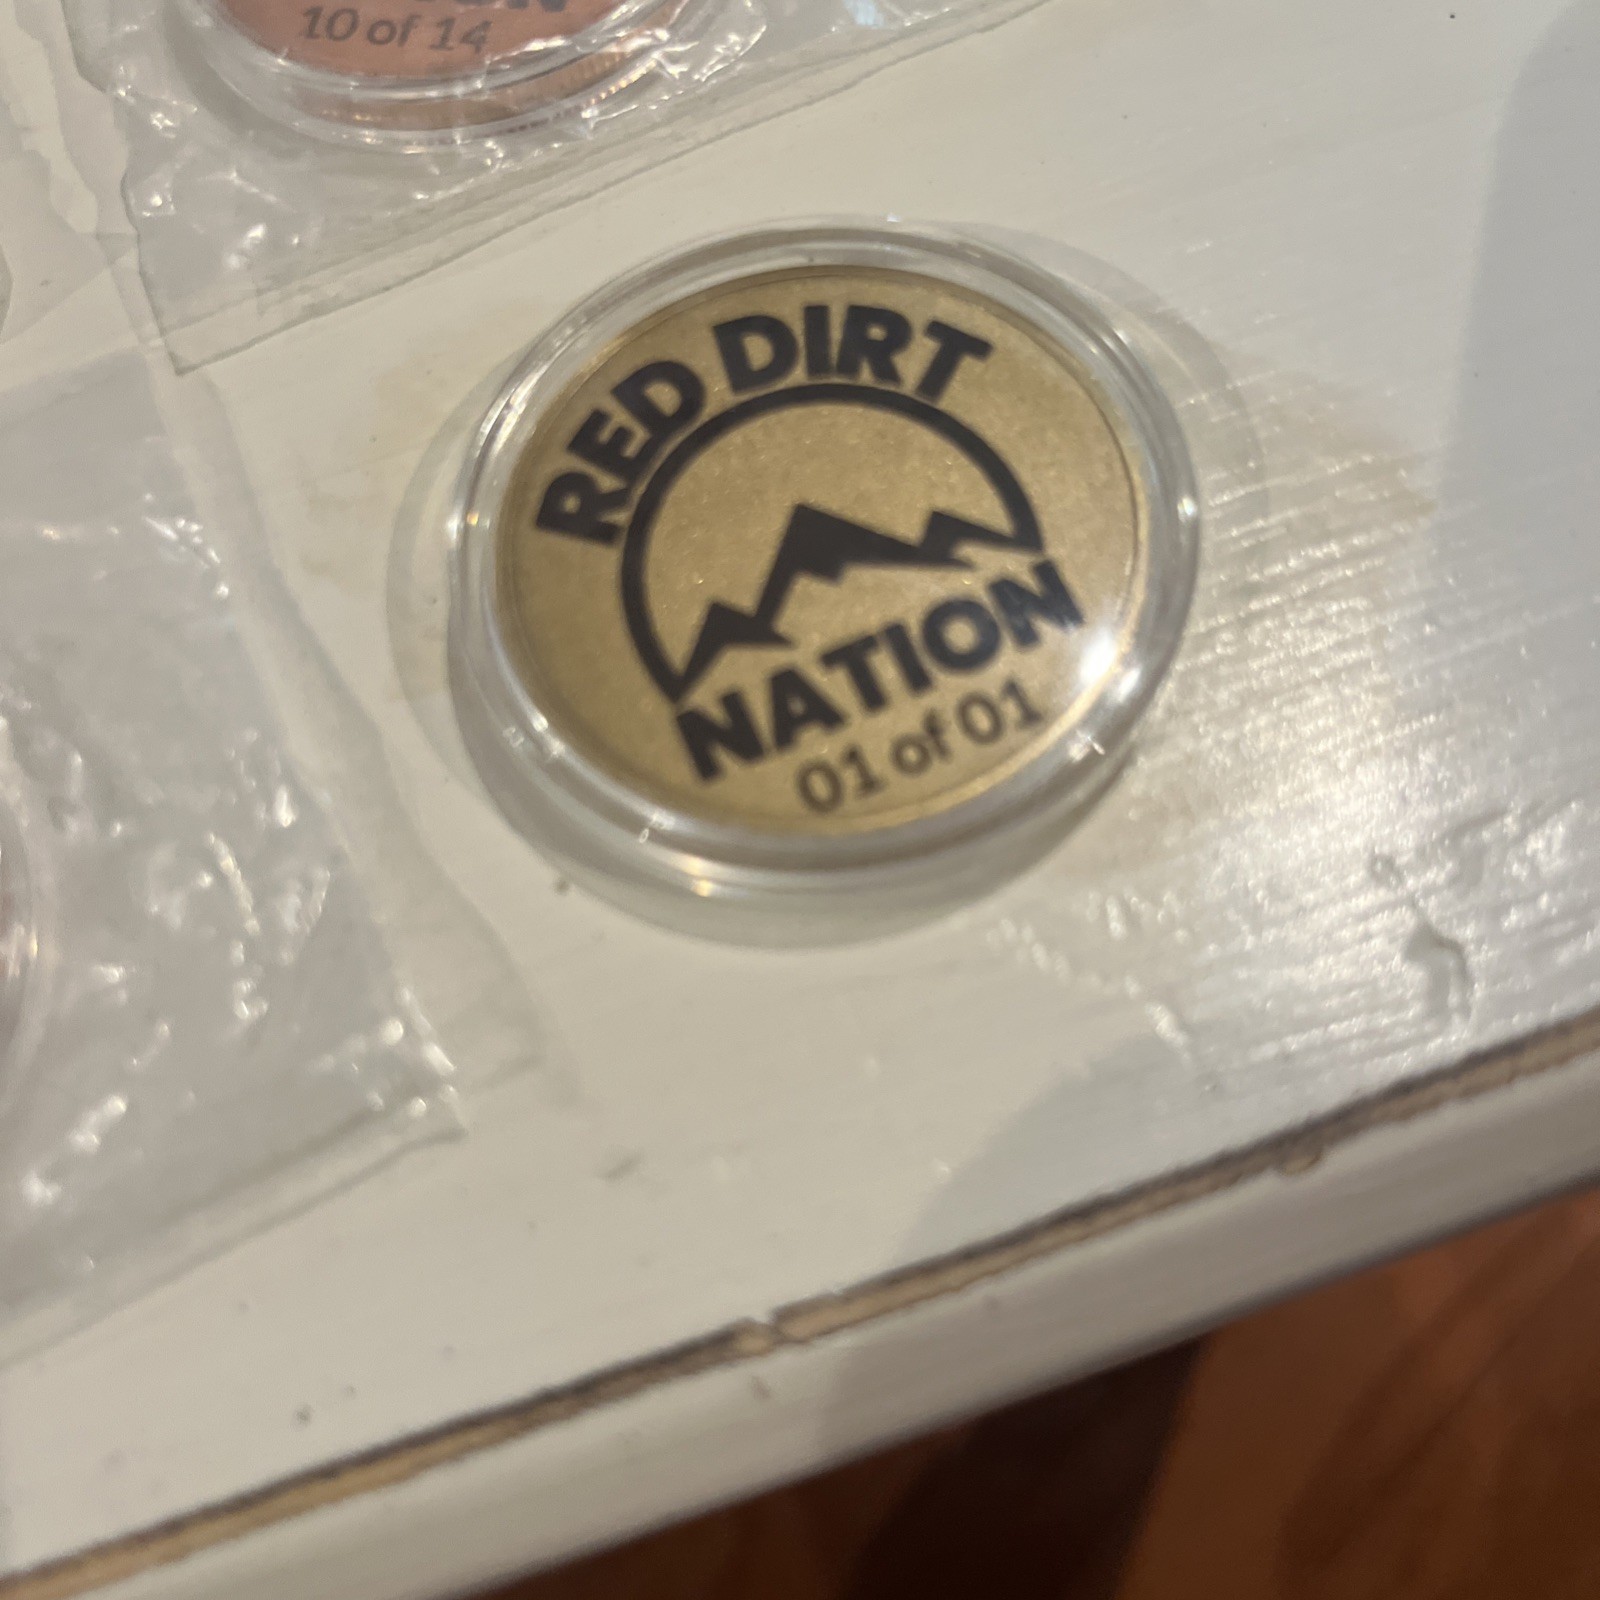 10 of 14
RED DIRT
NATION
01 of 01